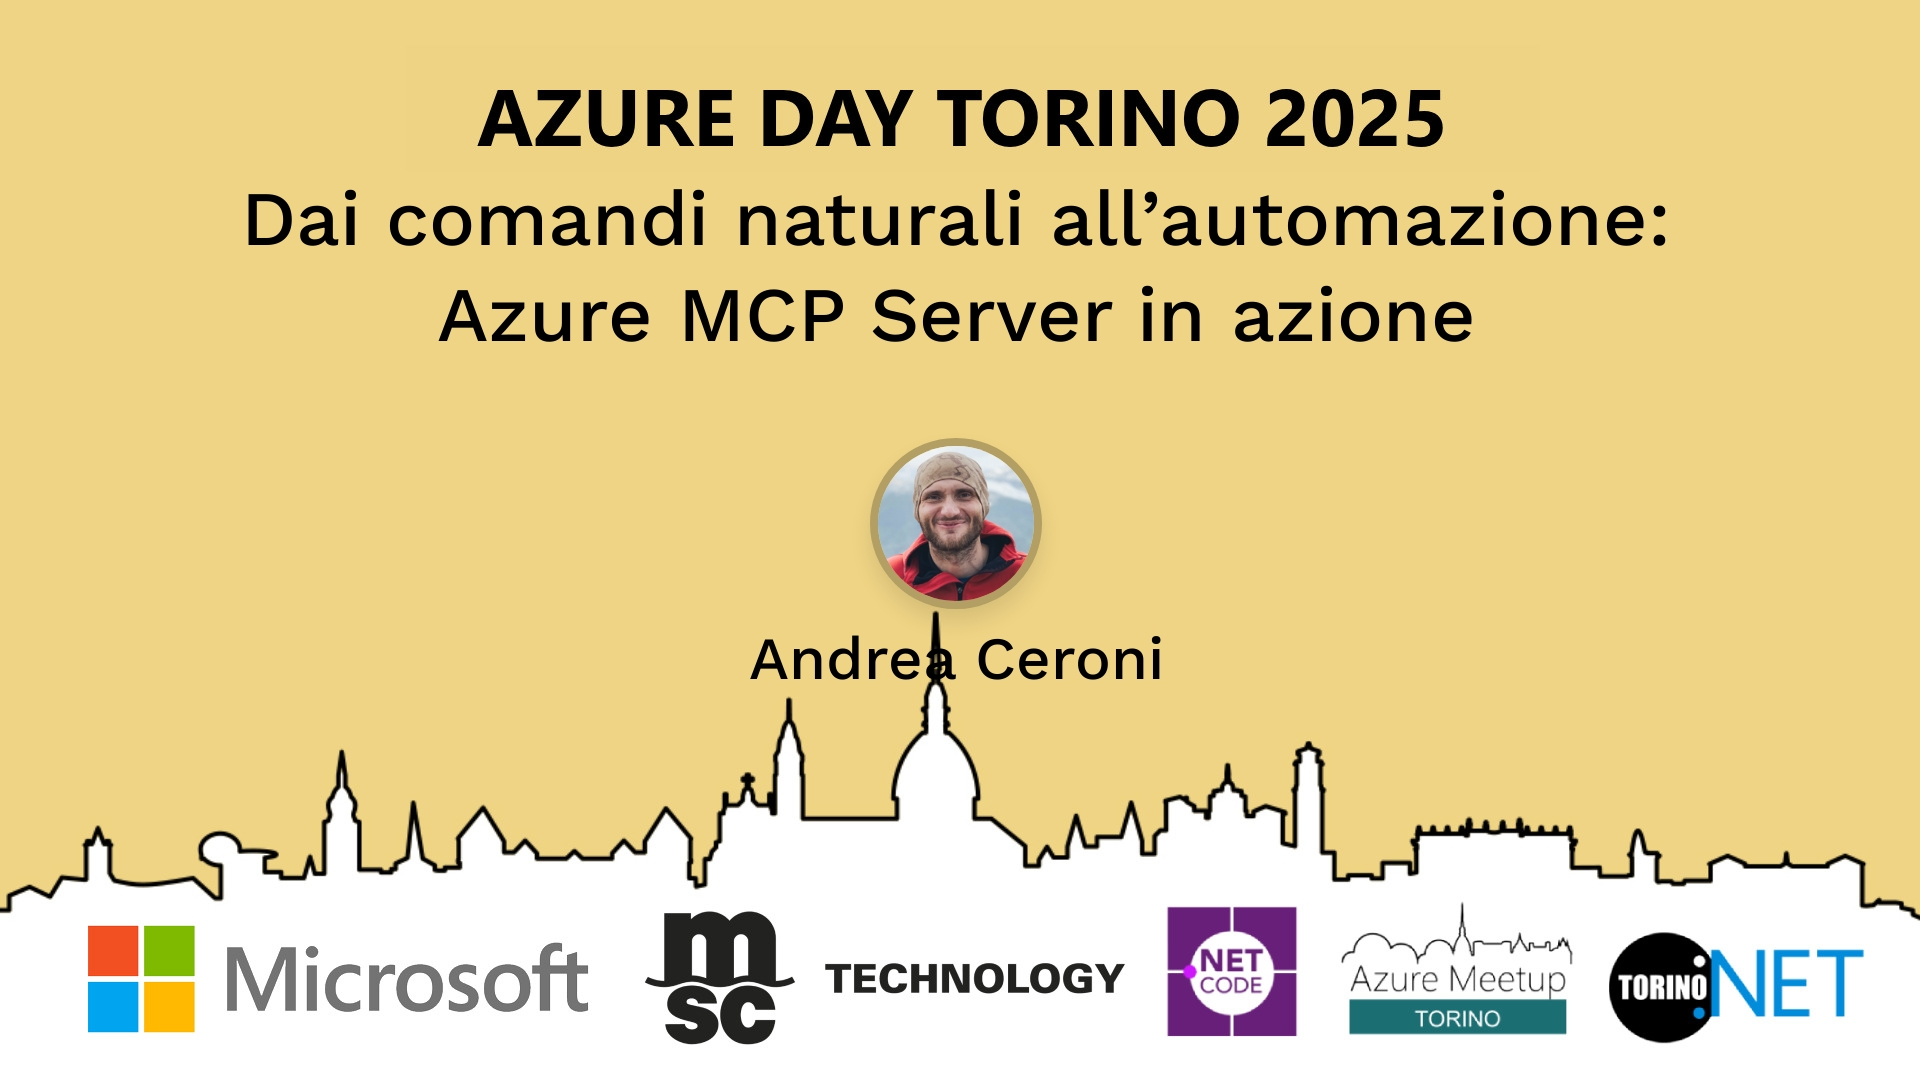 AZURE DAY TORINO 2025
Dai comandi naturali all’automazione:
Azure MCP Server in azione
Andrea Ceroni
Microsoft
msc
TECHNOLOGY
NET
CODE
Azure Meetup
TORINO
TORINO.NET